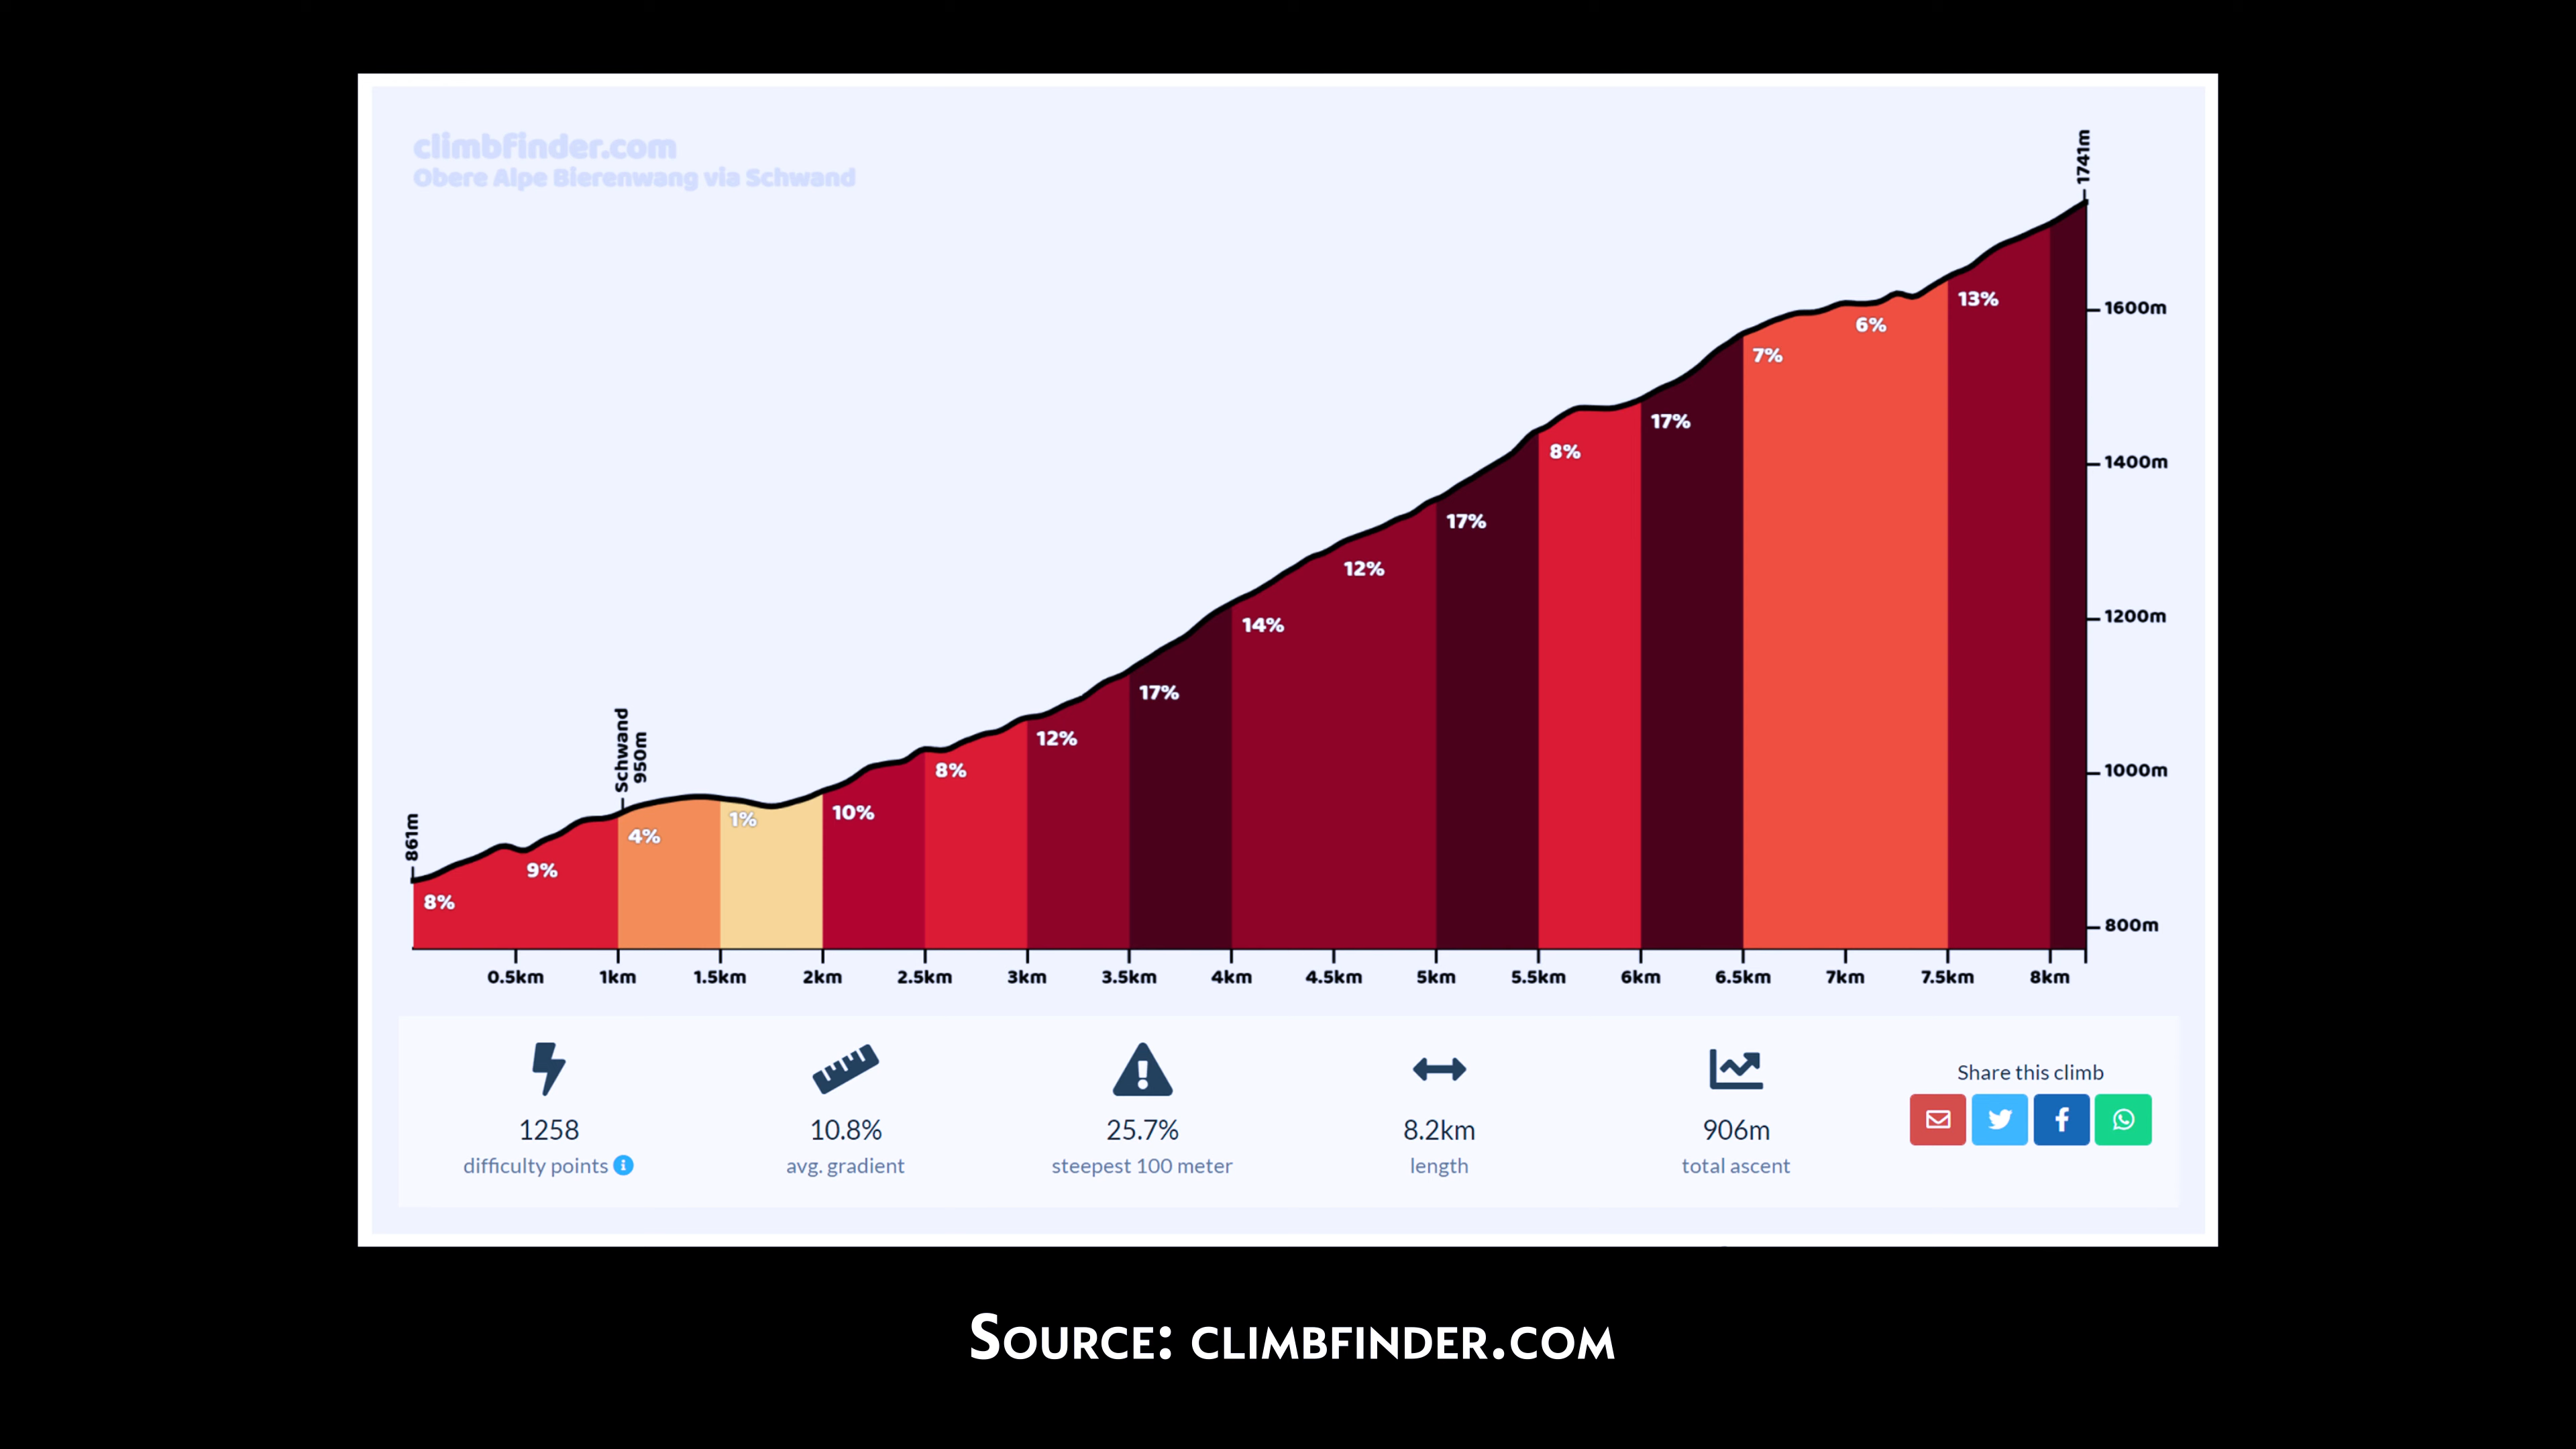 climbfinder.com
Obere Alpe Bierenwang via Schwand
1741m
1600m
1400m
1200m
1000m
800m
861m
Schwand
950m
8%
9%
4%
1%
10%
8%
12%
17%
14%
12%
17%
8%
17%
7%
6%
13%
0.5km 1km 1.5km 2km 2.5km 3km 3.5km 4km 4.5km 5km 5.5km 6km 6.5km 7km 7.5km 8km
1258
difficulty points
10.8%
avg. gradient
25.7%
steepest 100 meter
8.2km
length
906m
total ascent
Share this climb
Source: climbfinder.com